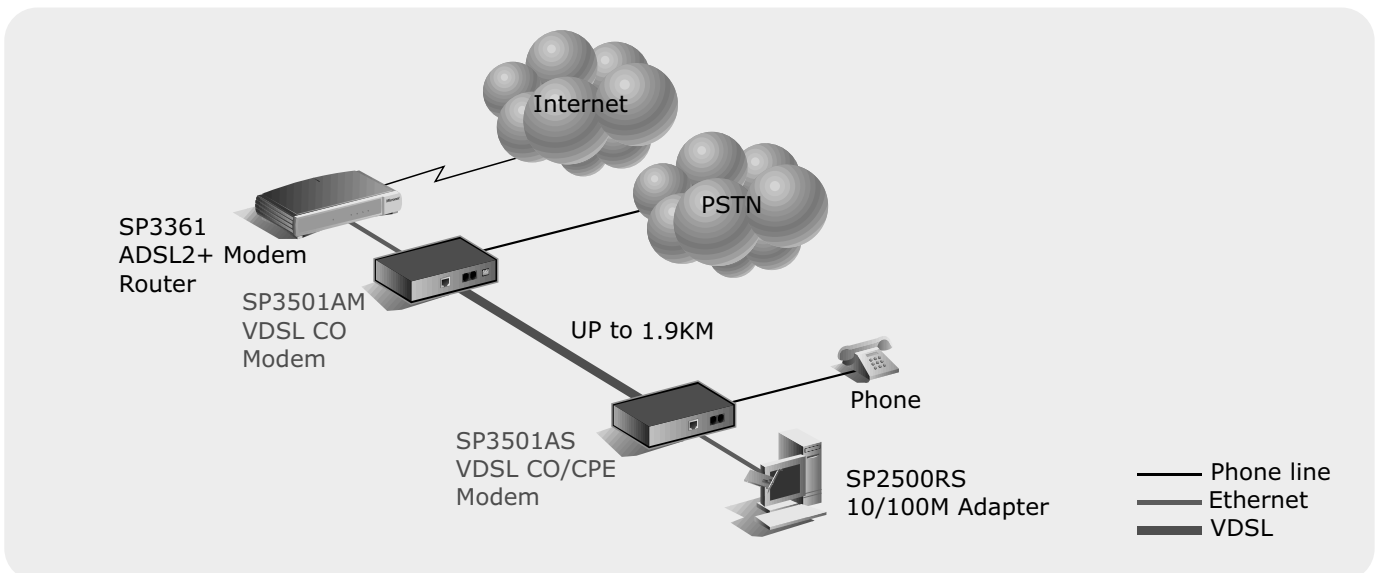 Internet
PSTN
SP3361
ADSL2+ Modem
Router
SP3501AM
VDSL CO
Modem
UP to 1.9KM
Phone
SP3501AS
VDSL CO/CPE
Modem
SP2500RS
10/100M Adapter
Phone line
Ethernet
VDSL